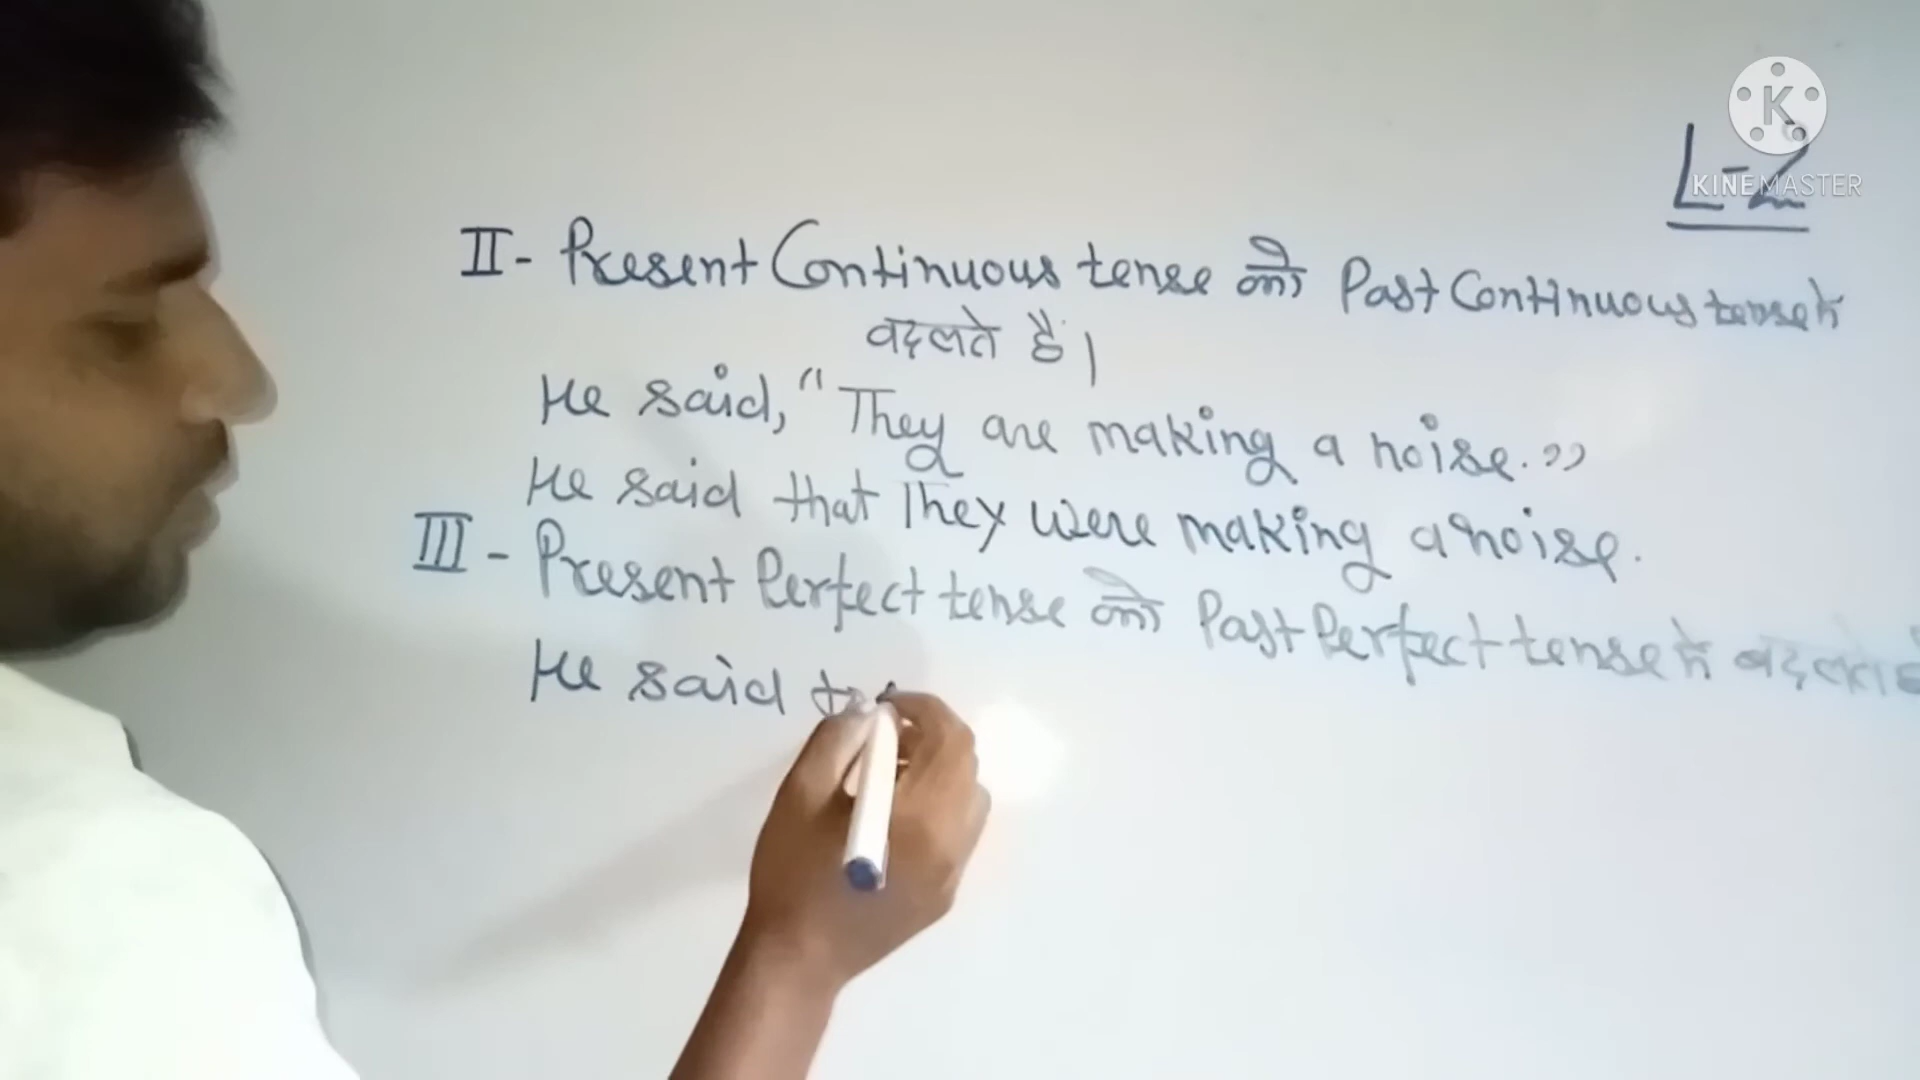 KINEMASTER
L-2
II - Present Continuous tense को Past Continuous tense में
बदलते हैं।
He said, "They are making a noise."
He said that They were making a noise.
III - Present Perfect tense को Past Perfect tense में बदलते
He said